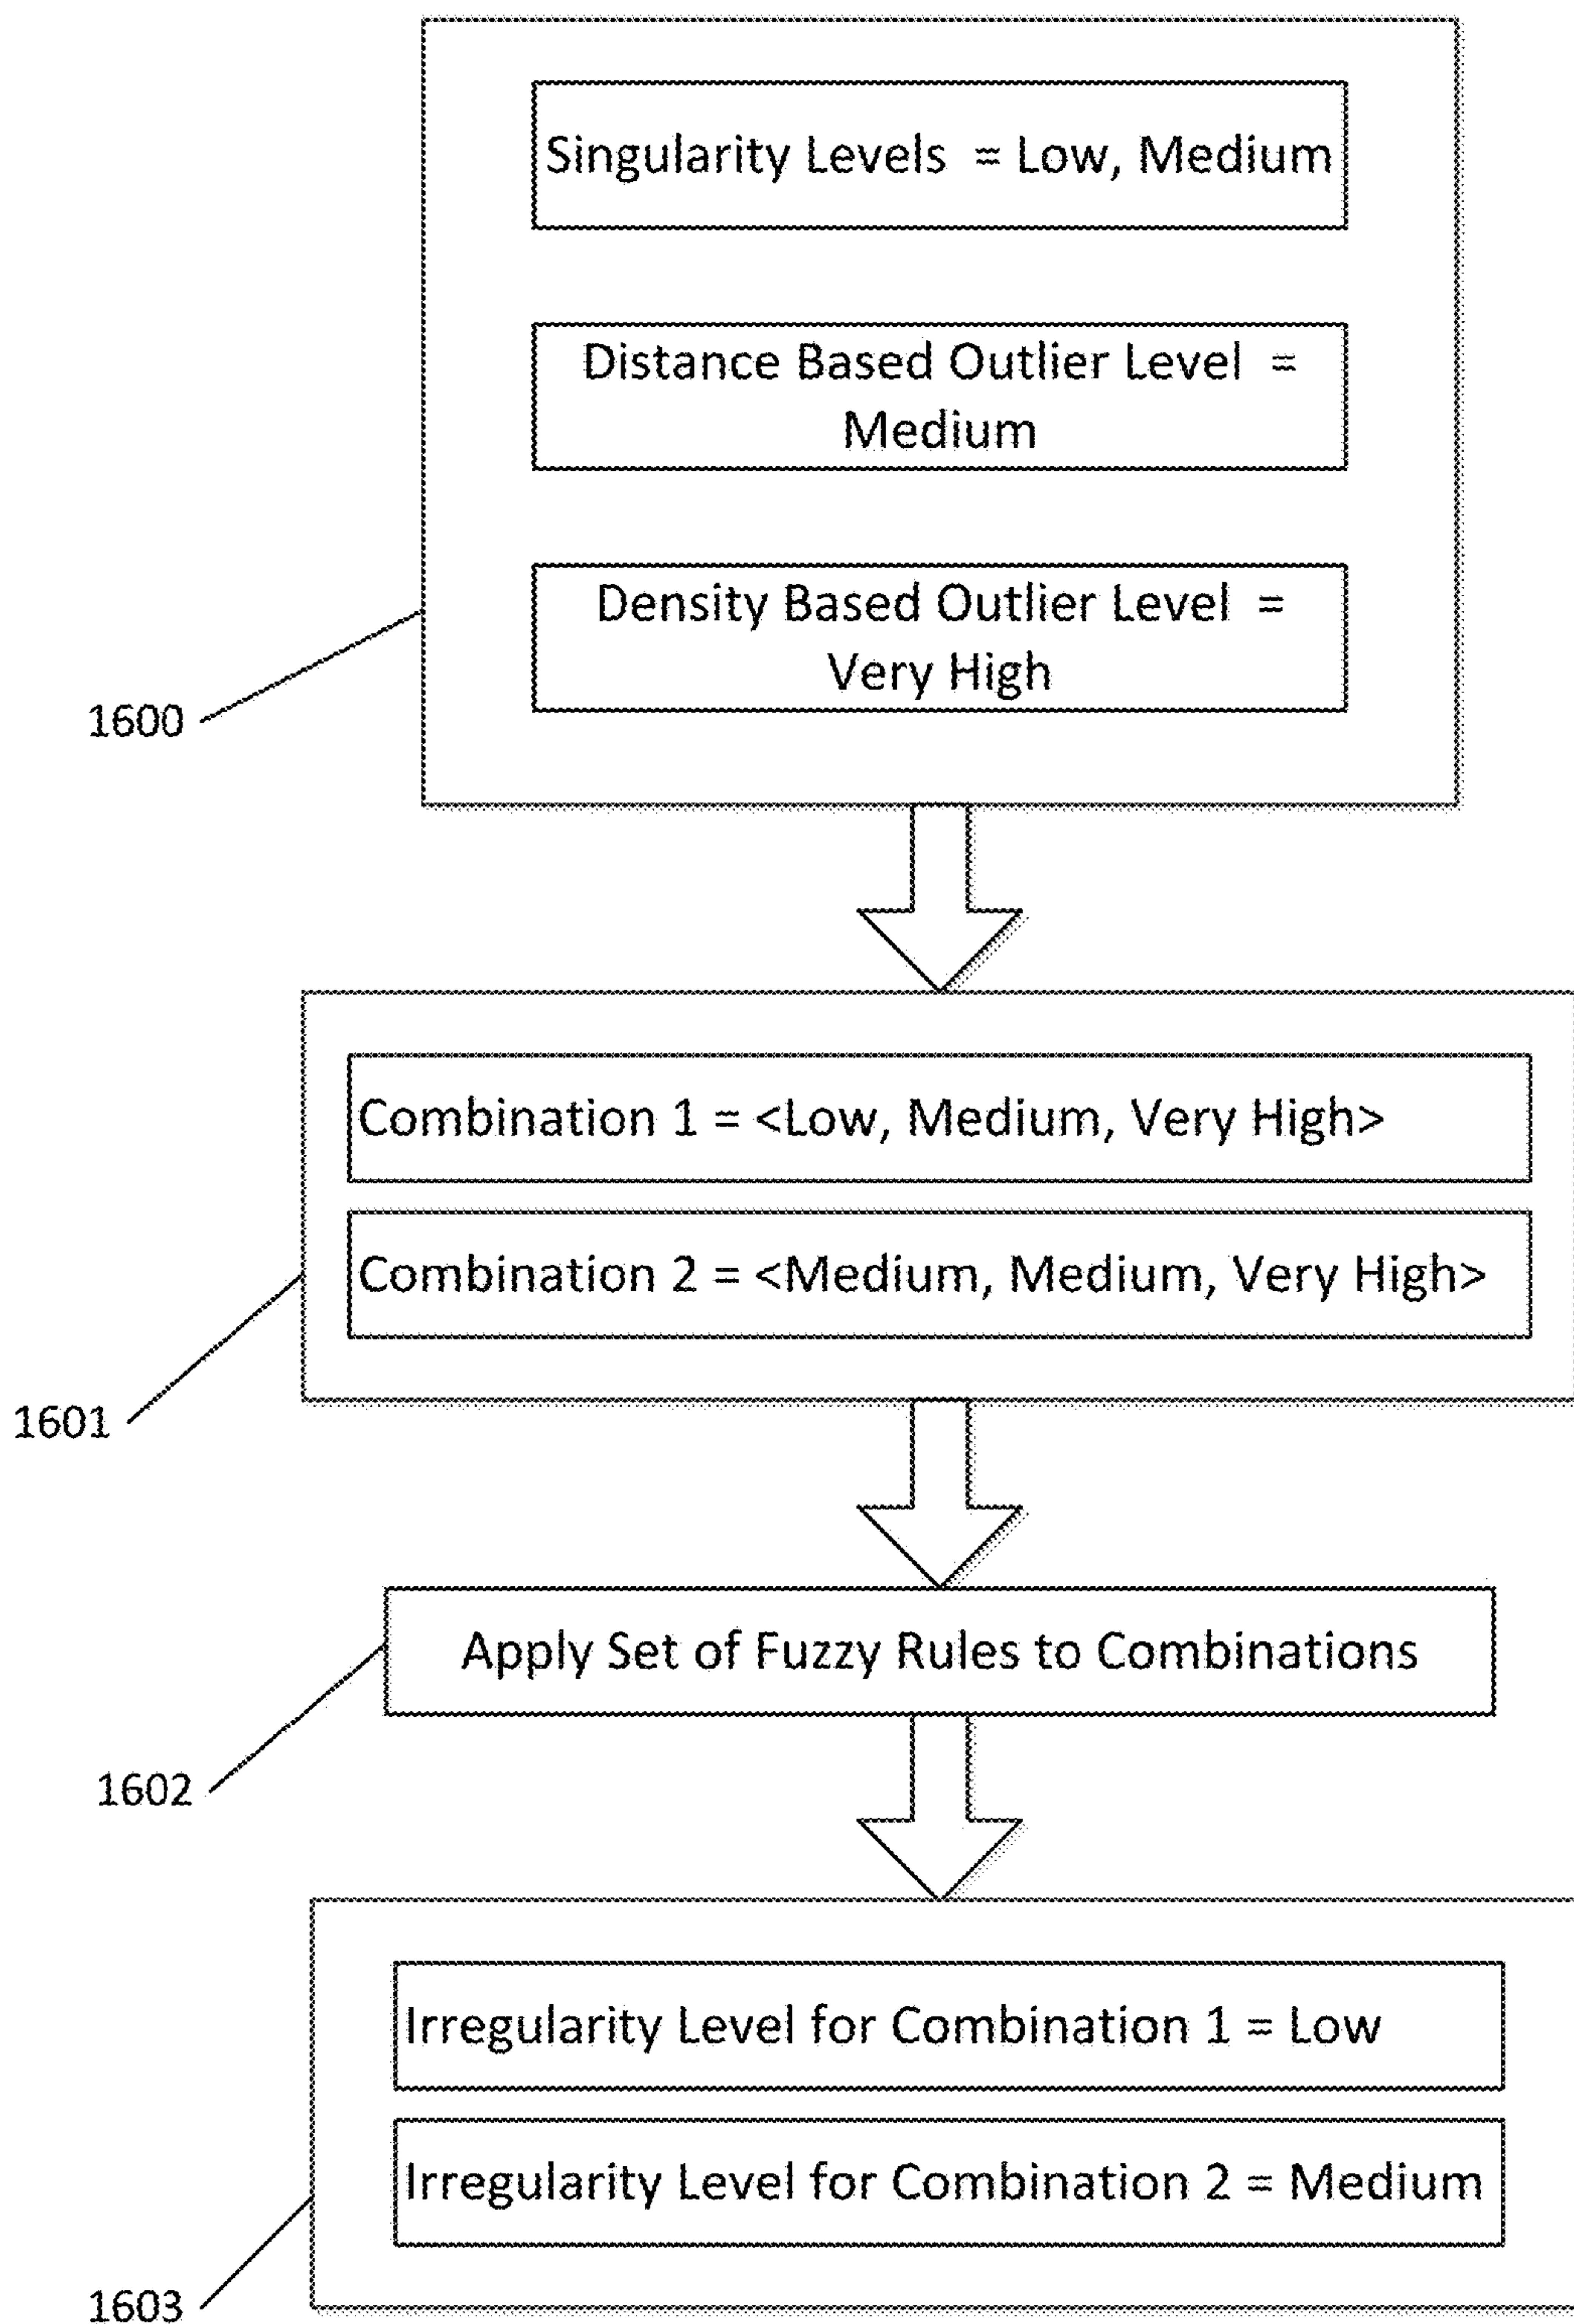 Singularity Levels = Low, Medium
Distance Based Outlier Level =
Medium
Density Based Outlier Level =
Very High
1600
Combination 1 = <Low, Medium, Very High>
Combination 2 = <Medium, Medium, Very High>
1601
Apply Set of Fuzzy Rules to Combinations
1602
Irregularity Level for Combination 1 = Low
Irregularity Level for Combination 2 = Medium
1603